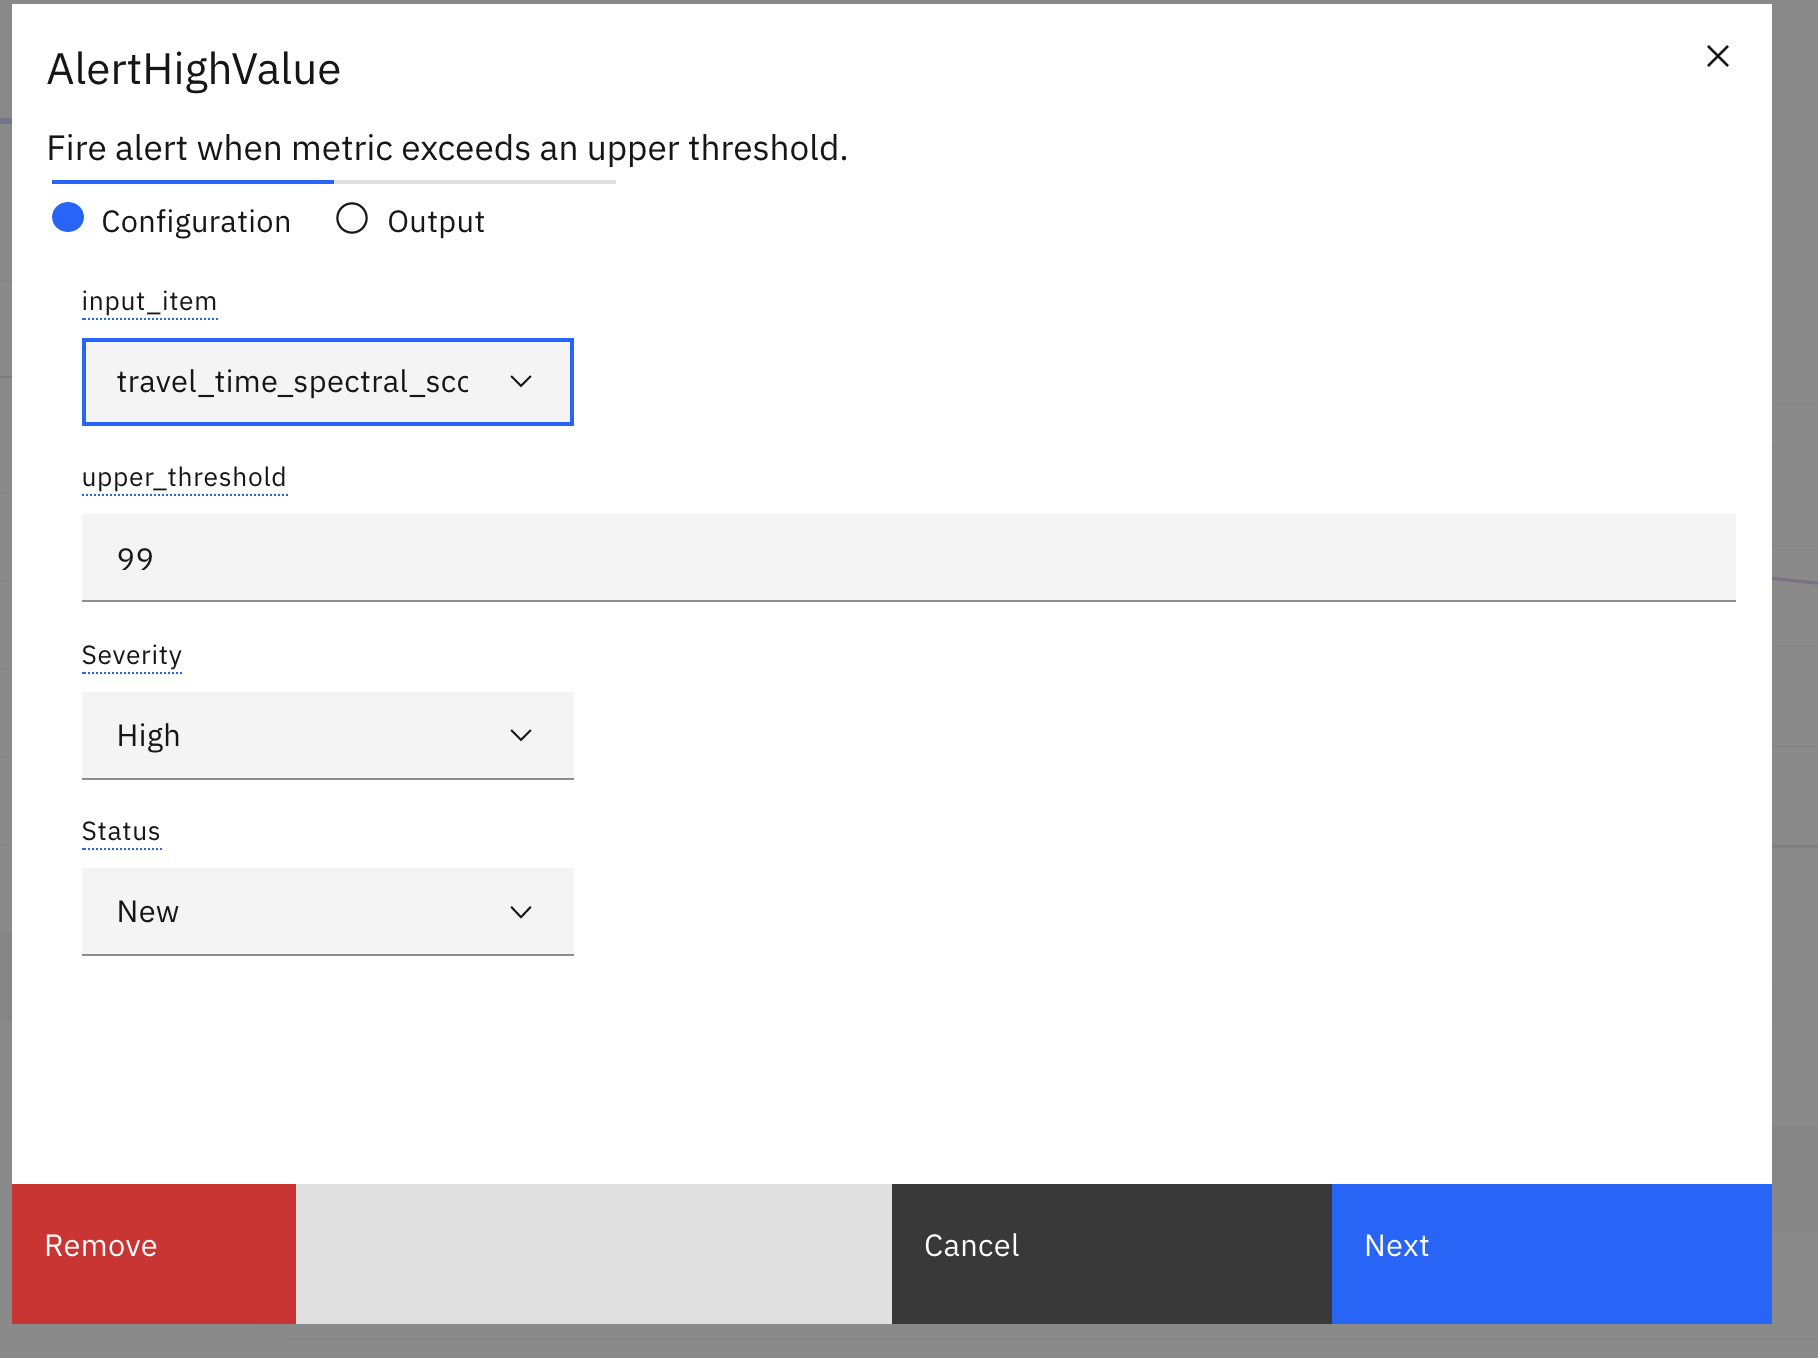 AlertHighValue
Fire alert when metric exceeds an upper threshold.
Configuration Output
input_item
travel_time_spectral_scc
upper_threshold
99
Severity
High
Status
New
Remove Cancel Next